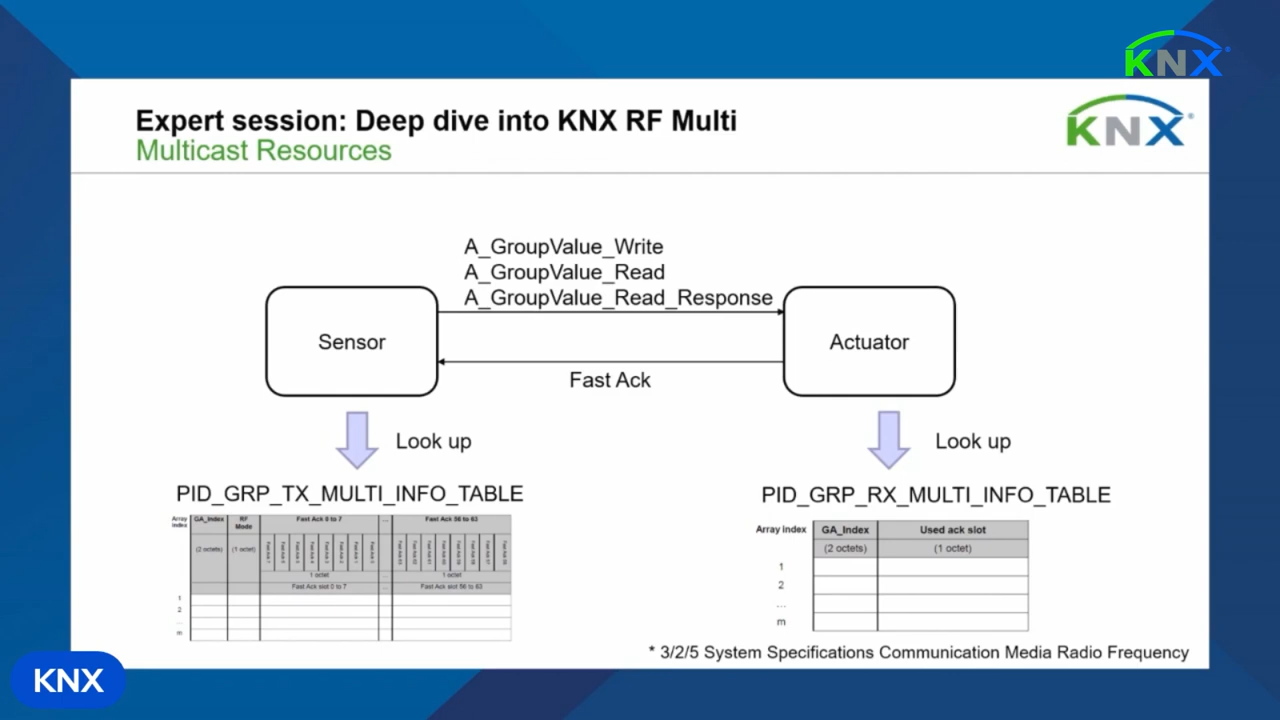 KNX
Expert session: Deep dive into KNX RF Multi
KNX
Multicast Resources
A_GroupValue_Write
A_GroupValue_Read
A_GroupValue_Read_Response
Sensor
Actuator
Fast Ack
Look up
Look up
PID_GRP_TX_MULTI_INFO_TABLE
PID_GRP_RX_MULTI_INFO_TABLE
Array index
GA_Index
RF Mode
Fast Ack 0 to 7
...
Fast Ack 56 to 63
(2 octets)
(1 octet)
1 octet
...
1 octet
Fast Ack slot 0 to 7
...
Fast Ack slot 56 to 63
1
2
...
m
Array index
GA_Index
Used ack slot
(2 octets)
(1 octet)
1
2
...
m
* 3/2/5 System Specifications Communication Media Radio Frequency
KNX